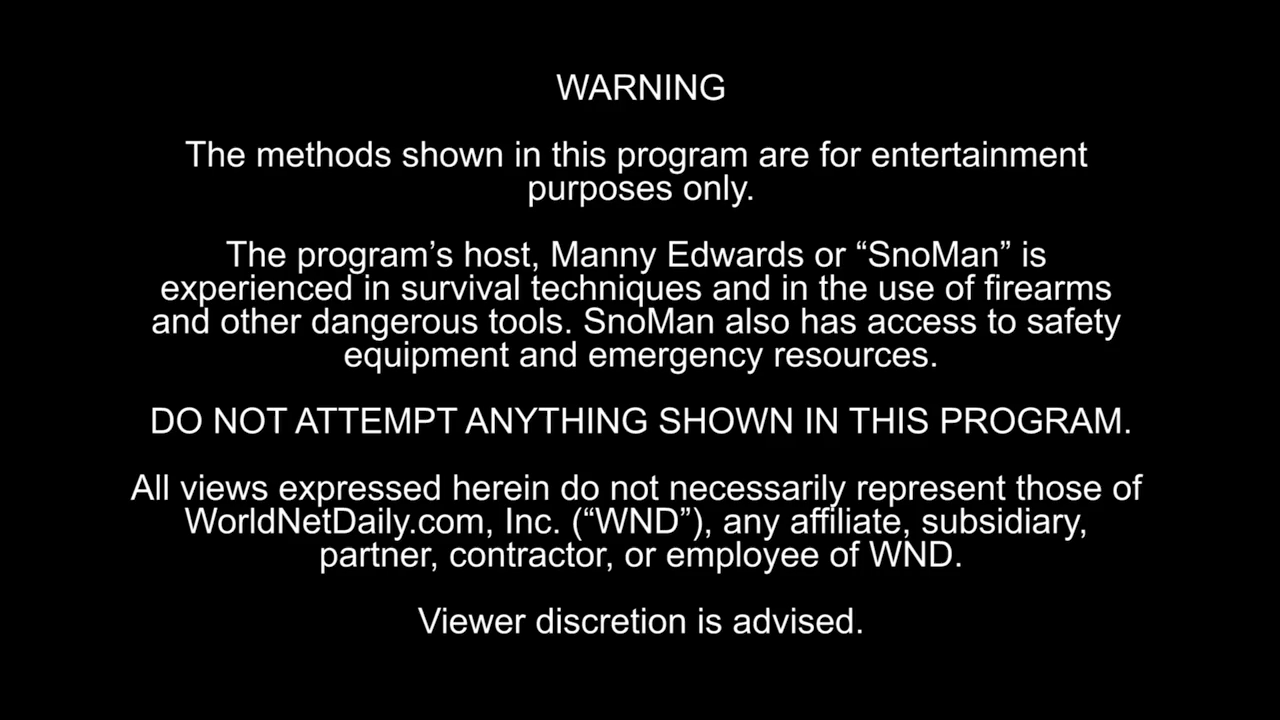 WARNING
The methods shown in this program are for entertainment
purposes only.
The program’s host, Manny Edwards or “SnoMan” is
experienced in survival techniques and in the use of firearms
and other dangerous tools. SnoMan also has access to safety
equipment and emergency resources.
DO NOT ATTEMPT ANYTHING SHOWN IN THIS PROGRAM.
All views expressed herein do not necessarily represent those of
WorldNetDaily.com, Inc. (“WND”), any affiliate, subsidiary,
partner, contractor, or employee of WND.
Viewer discretion is advised.